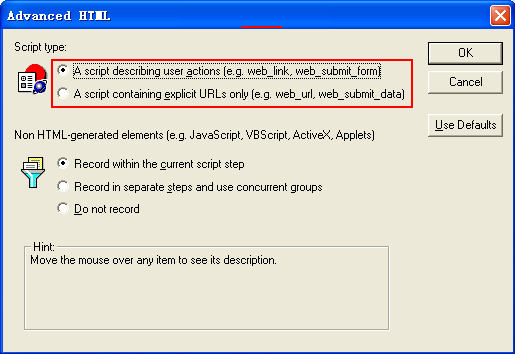 Advanced HTML
Script type:
A script describing user actions (e.g. web_link, web_submit_form)
A script containing explicit URLs only (e.g. web_url, web_submit_data)
OK
Cancel
Use Defaults
Non HTML-generated elements (e.g. JavaScript, VBScript, ActiveX, Applets)
Record within the current script step
Record in separate steps and use concurrent groups
Do not record
Hint:
Move the mouse over any item to see its description.